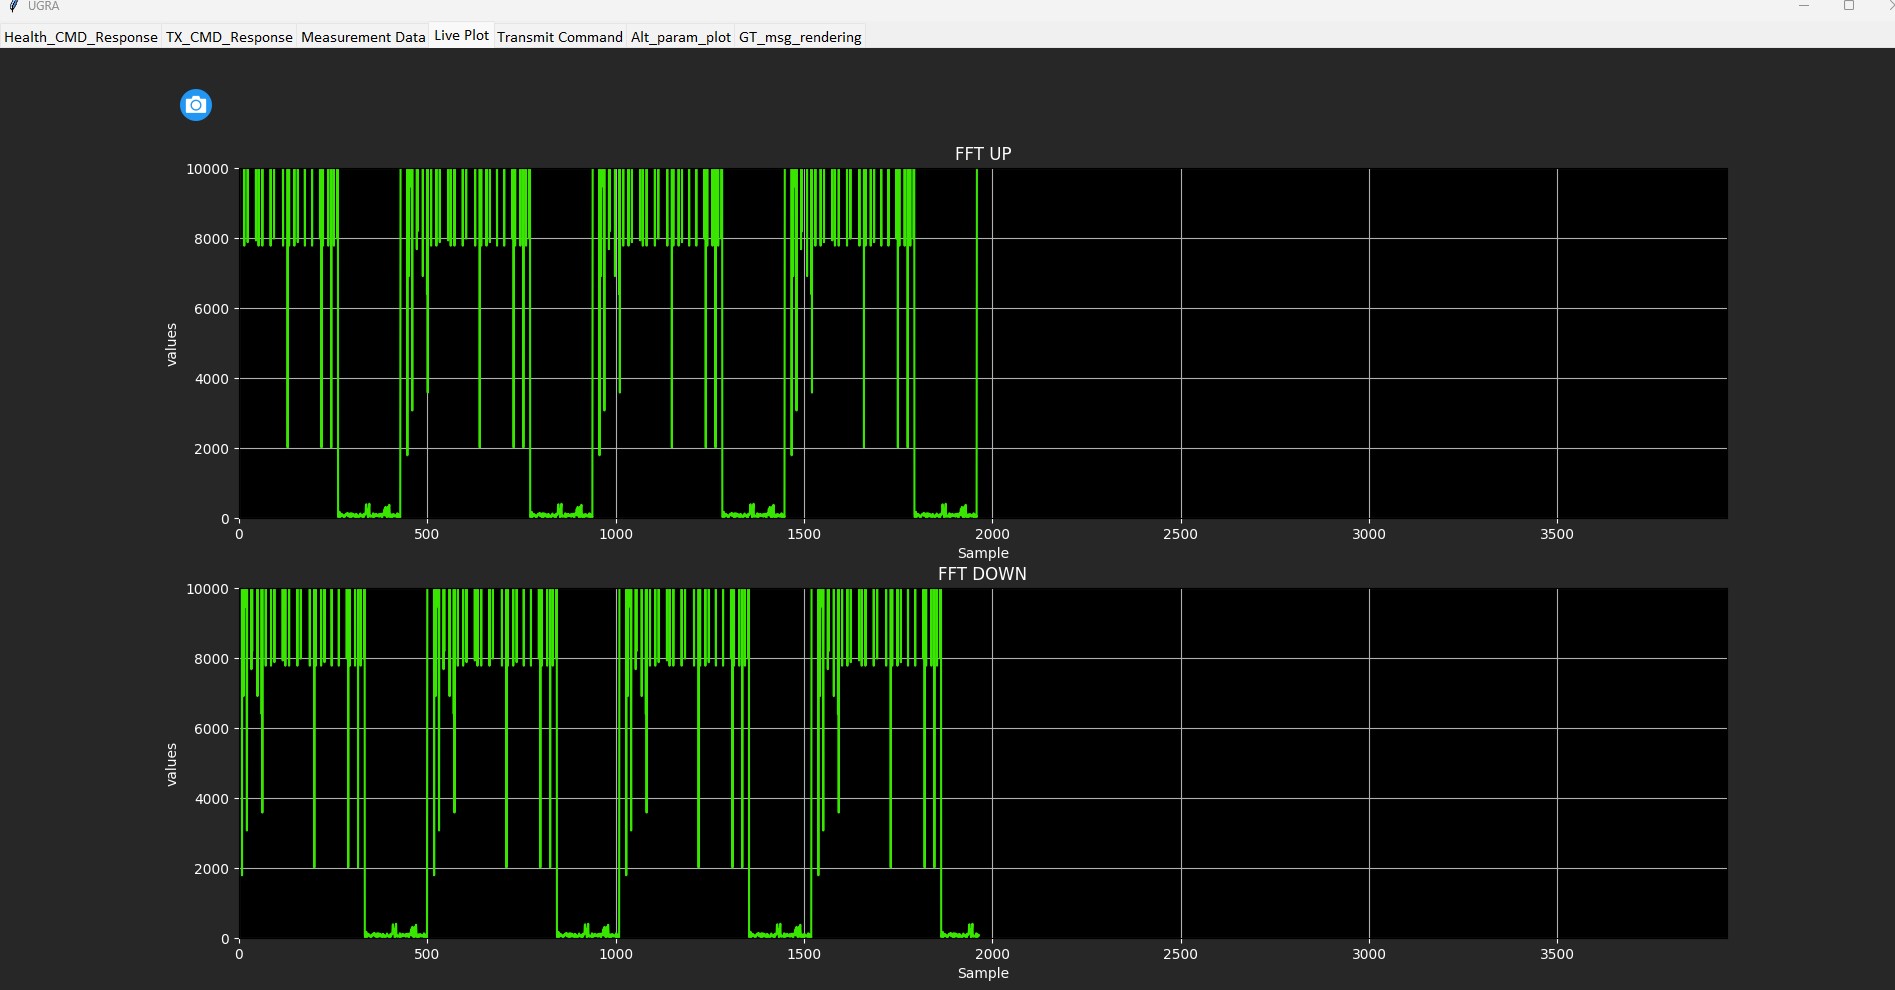 UGRA
Health_CMD_Response TX_CMD_Response Measurement Data Live Plot Transmit Command Alt_param_plot GT_msg_rendering
FFT UP
10000
8000
6000
4000
2000
0
values
0 500 1000 1500 2000 2500 3000 3500
Sample
FFT DOWN
10000
8000
6000
4000
2000
0
values
0 500 1000 1500 2000 2500 3000 3500
Sample